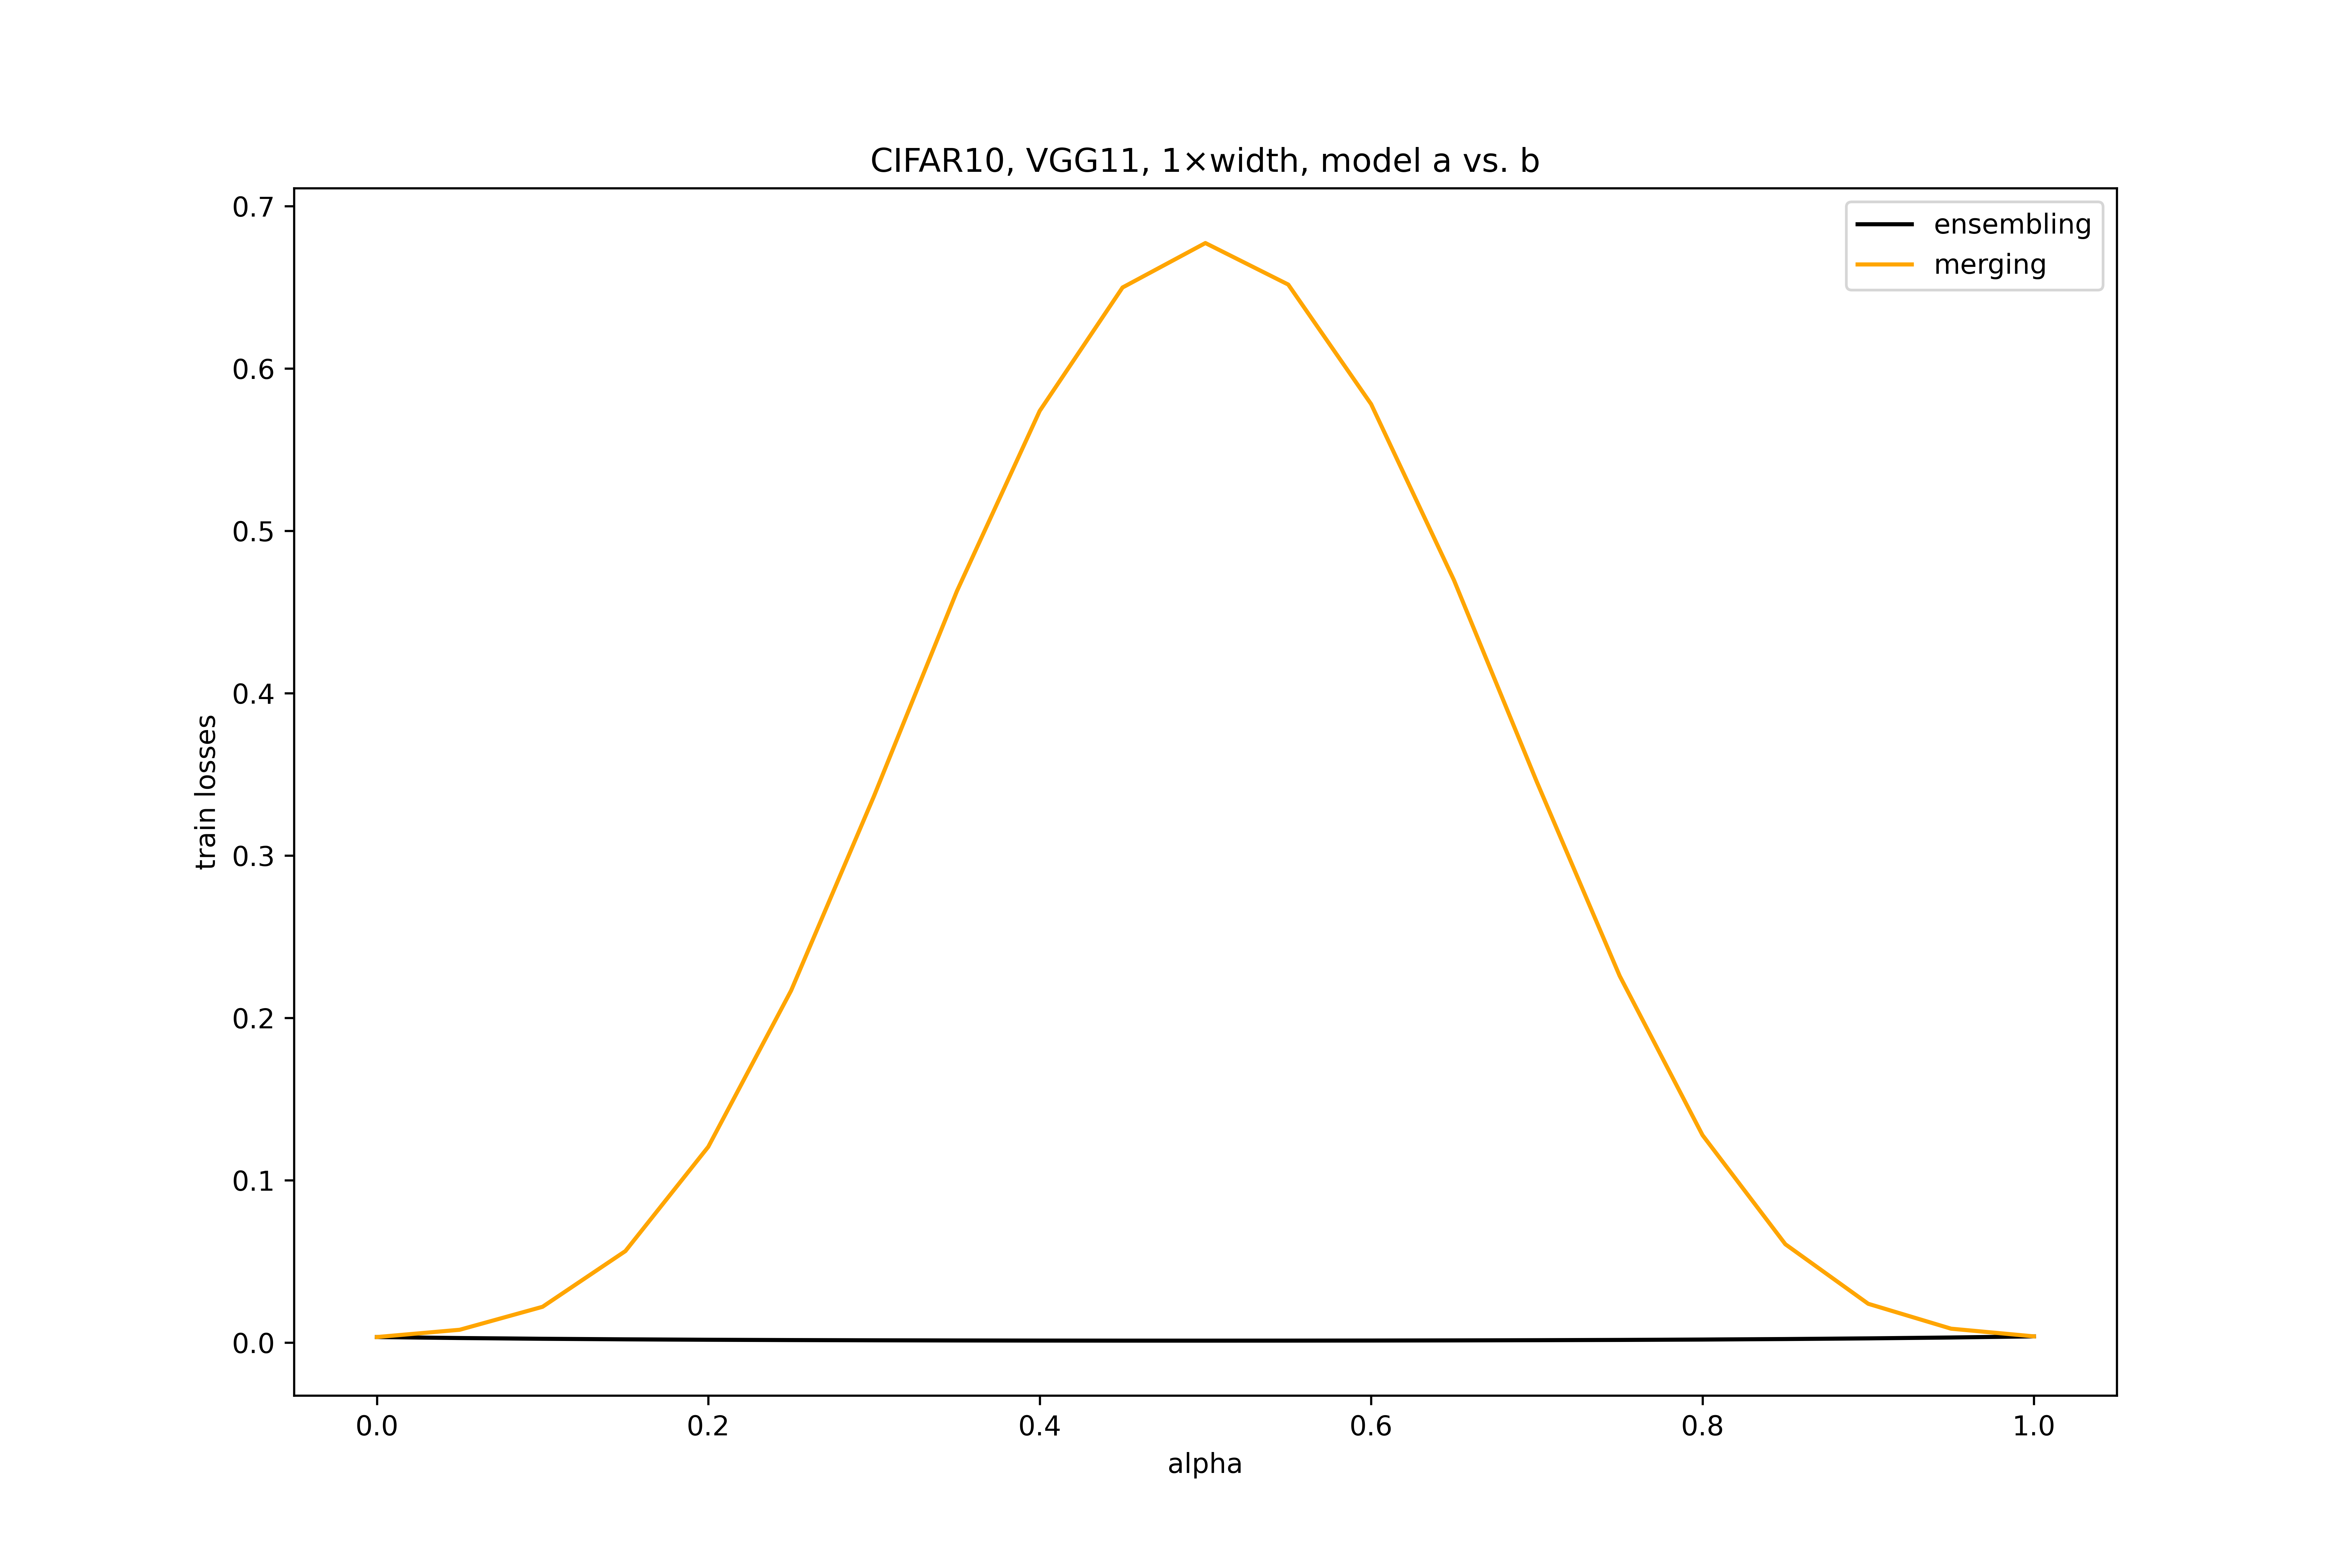 CIFAR10, VGG11, 1×width, model a vs. b
ensembling
merging
train losses
0.7
0.6
0.5
0.4
0.3
0.2
0.1
0.0
0.0 0.2 0.4 0.6 0.8 1.0
alpha